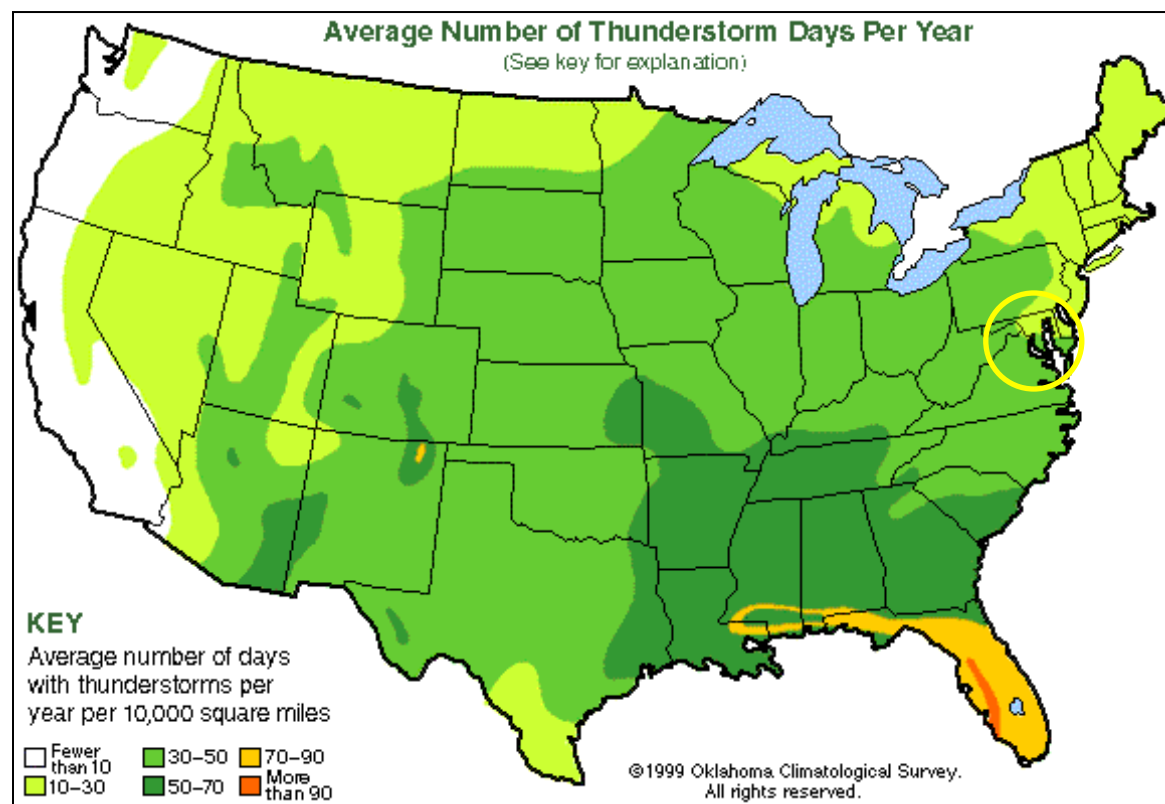 Average Number of Thunderstorm Days Per Year
(See key for explanation)
KEY
Average number of days
with thunderstorms per
year per 10,000 square miles
Fewer
than 10
10–30
30–50
50–70
70–90
More
than 90
©1999 Oklahoma Climatological Survey.
All rights reserved.